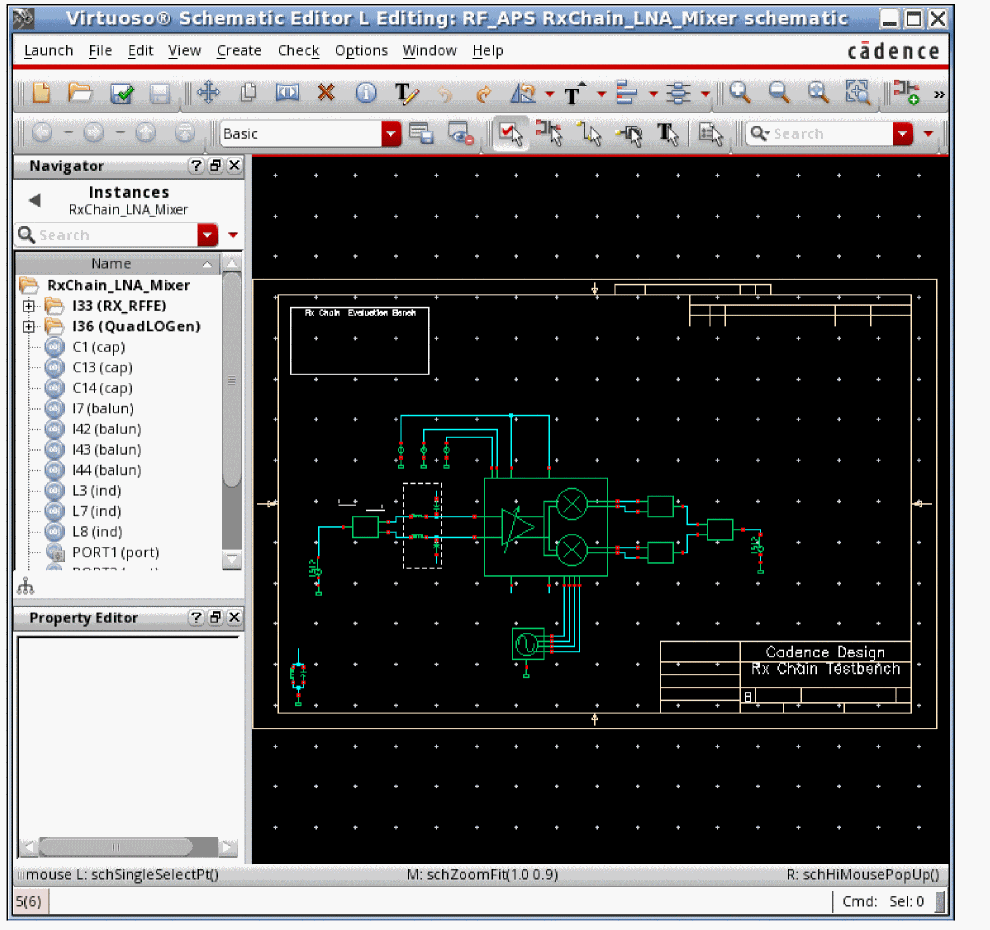 Virtuoso® Schematic Editor L Editing: RF_APS RxChain_LNA_Mixer schematic
Launch File Edit View Create Check Options Window Help cādence
»
Basic Search
Navigator
Instances
RxChain_LNA_Mixer
Search
Name
RxChain_LNA_Mixer
I33 (RX_RFFE)
I36 (QuadLOGen)
C1 (cap)
C13 (cap)
C14 (cap)
I7 (balun)
I42 (balun)
I43 (balun)
I44 (balun)
L3 (ind)
L7 (ind)
L8 (ind)
PORT1 (port)
Property Editor
Rx Chain Evaluation Bench
Cadence Design
Rx Chain Testbench
B
mouse L: schSingleSelectPt() M: schZoomFit(1.0 0.9) R: schHiMousePopUp()
5(6) Cmd: Sel: 0